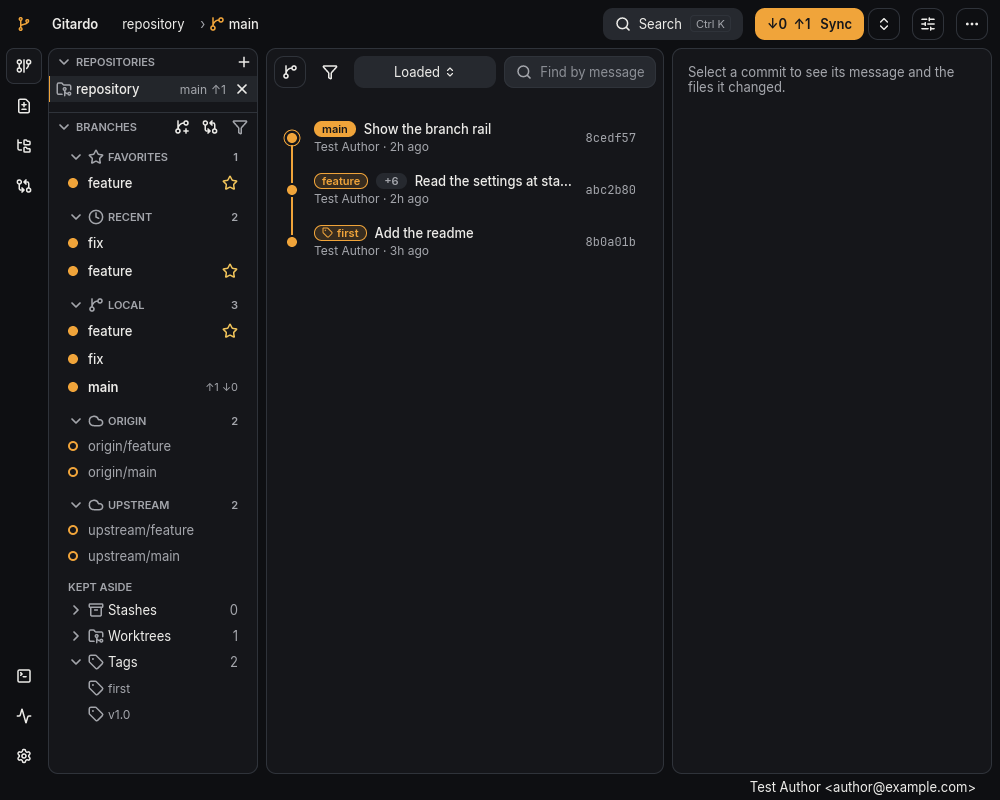 Gitardo repository › main Search Ctrl K ↓0 ↑1 Sync
REPOSITORIES
repository main ↑1
BRANCHES
FAVORITES 1
feature
RECENT 2
fix
feature
LOCAL 3
feature
fix
main ↑1 ↓0
ORIGIN 2
origin/feature
origin/main
UPSTREAM 2
upstream/feature
upstream/main
KEPT ASIDE
Stashes 0
Worktrees 1
Tags 2
first
v1.0
Loaded Find by message
main Show the branch rail 8cedf57
Test Author · 2h ago
feature +6 Read the settings at sta... abc2b80
Test Author · 2h ago
first Add the readme 8b0a01b
Test Author · 3h ago
Select a commit to see its message and the
files it changed.
Test Author <author@example.com>